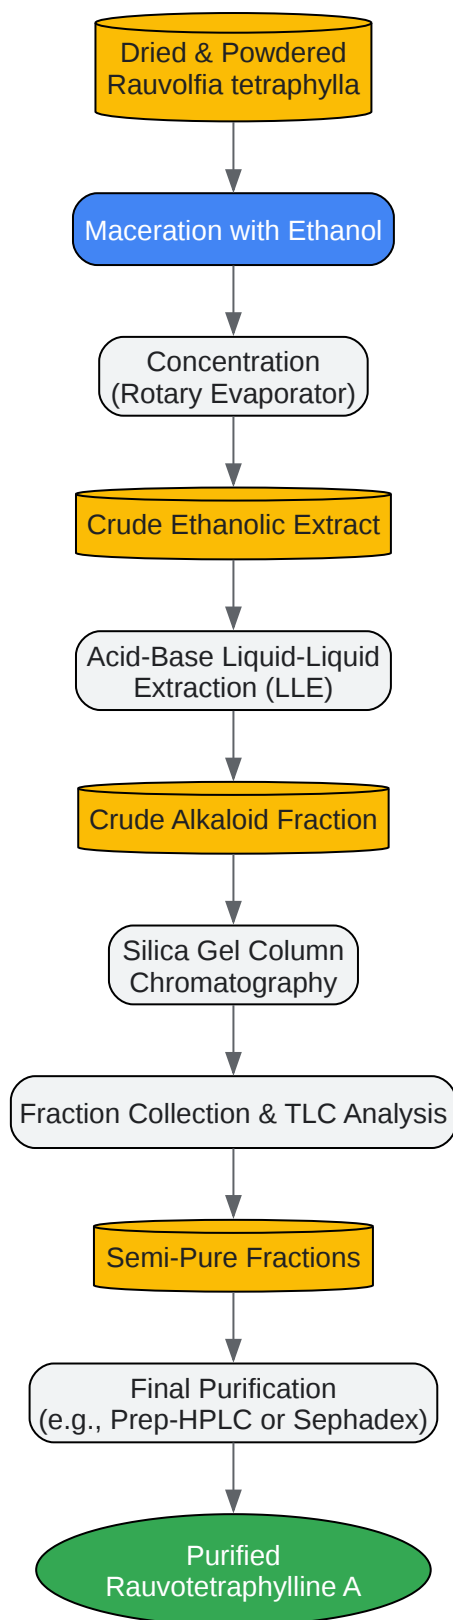 Dried & Powdered
Rauvolfia tetraphylla
Maceration with Ethanol
Concentration
(Rotary Evaporator)
Crude Ethanolic Extract
Acid-Base Liquid-Liquid
Extraction (LLE)
Crude Alkaloid Fraction
Silica Gel Column
Chromatography
Fraction Collection & TLC Analysis
Semi-Pure Fractions
Final Purification
(e.g., Prep-HPLC or Sephadex)
Purified
Rauvotetraphylline A